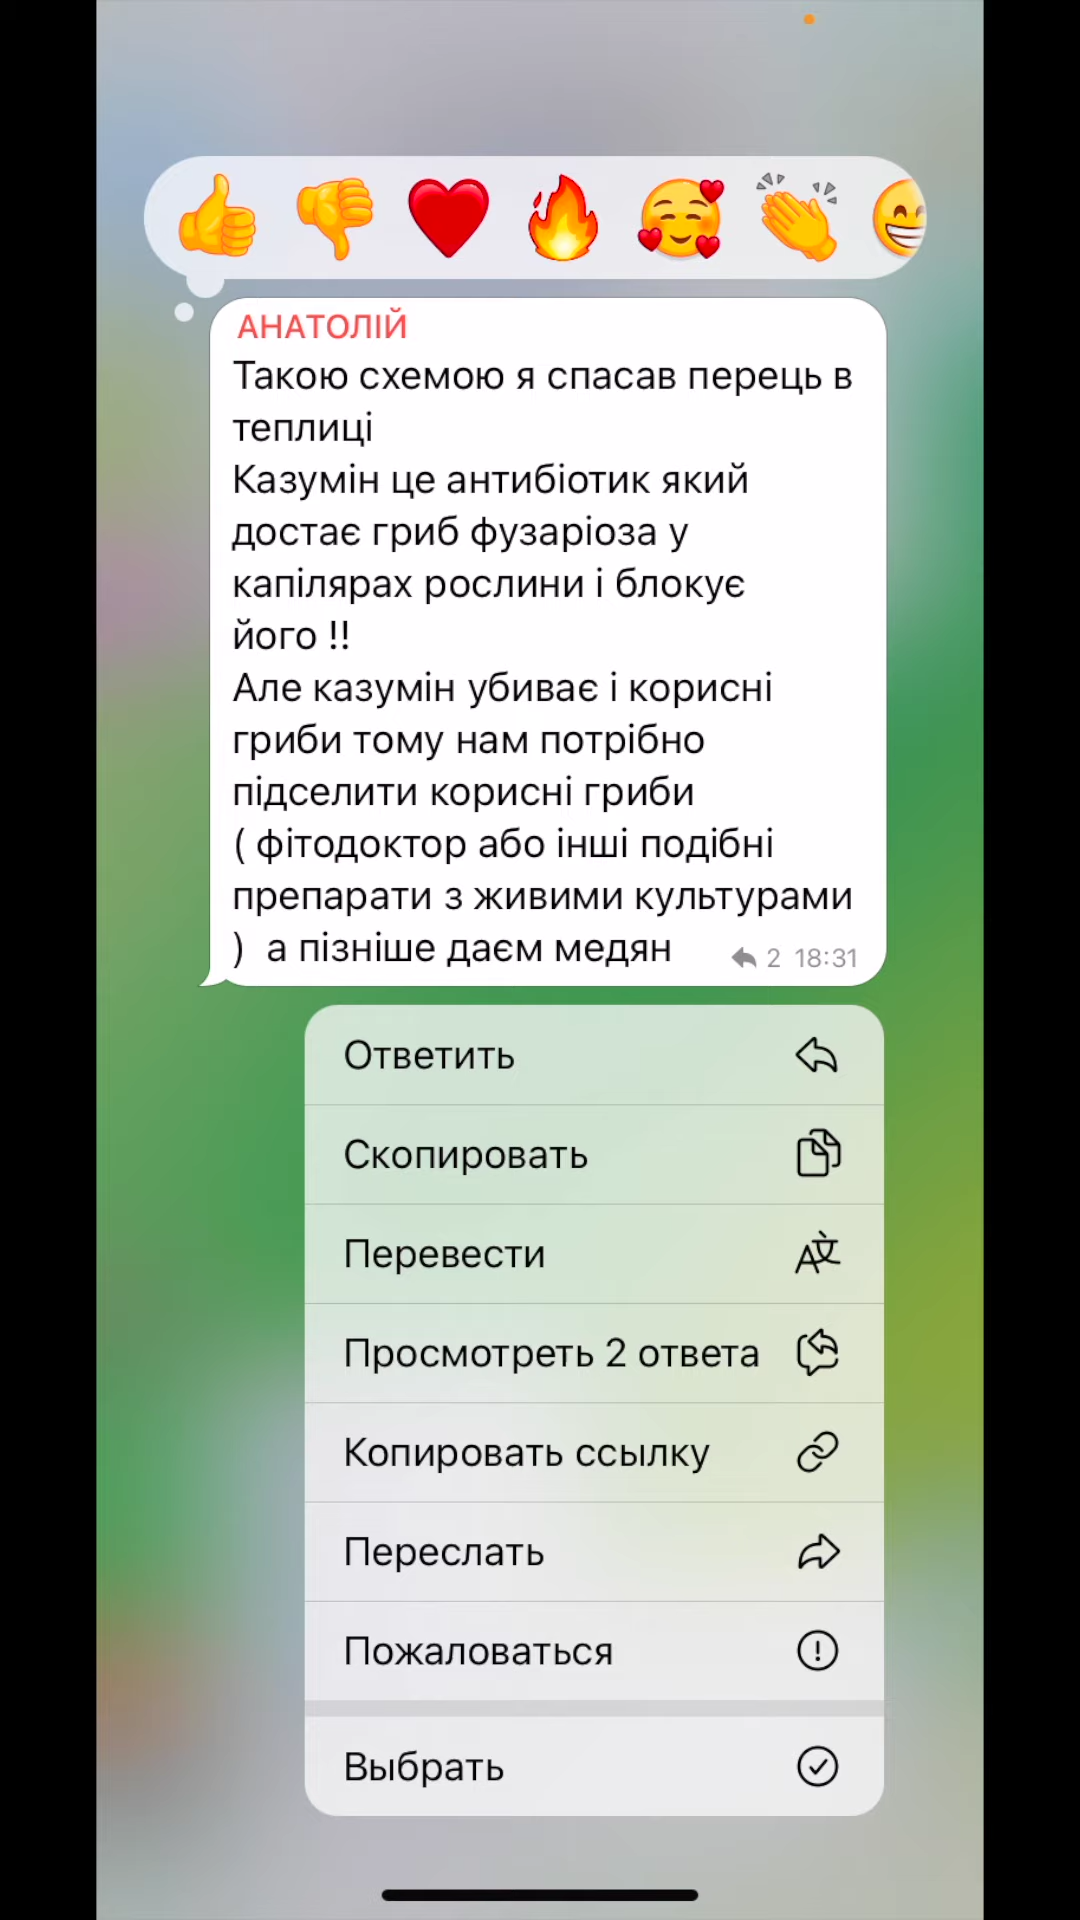 АНАТОЛІЙ
Такою схемою я спасав перець в
теплиці
Казумін це антибіотик який
достає гриб фузаріоза у
капілярах рослини і блокує
його !!
Але казумін убиває і корисні
гриби тому нам потрібно
підселити корисні гриби
( фітодоктор або інші подібні
препарати з живими культурами
)  а пізніше даєм медян
2 18:31
Ответить
Скопировать
Перевести
Просмотреть 2 ответа
Копировать ссылку
Переслать
Пожаловаться
Выбрать